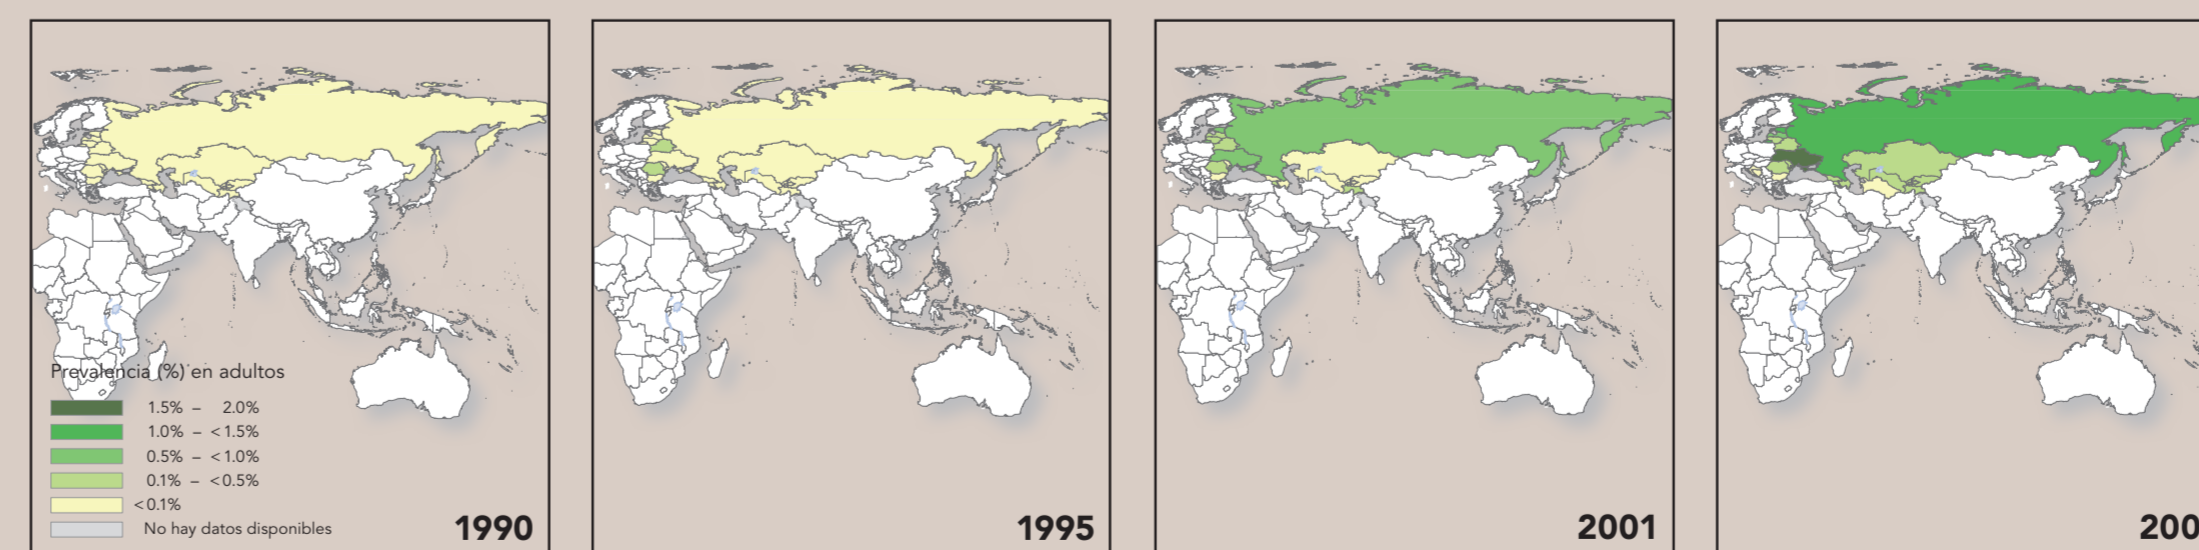 Prevalencia (%) en adultos
1.5% – 2.0%
1.0% – <1.5%
0.5% – <1.0%
0.1% – <0.5%
<0.1%
No hay datos disponibles
1990
1995
2001
200